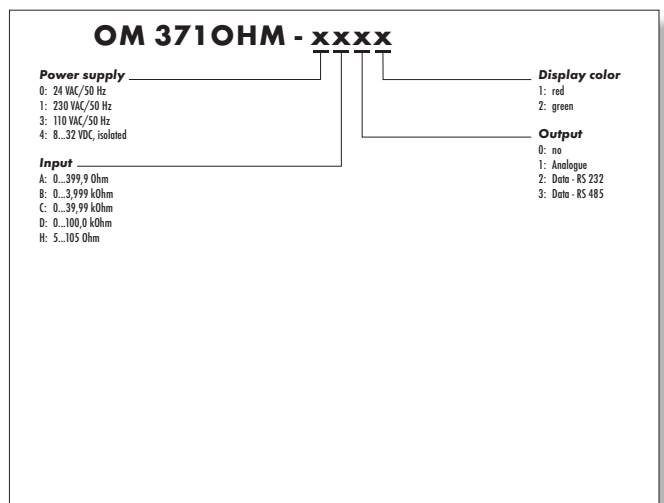 OM 371OHM - xxxx
Power supply
0: 24 VAC/50 Hz
1: 230 VAC/50 Hz
3: 110 VAC/50 Hz
4: 8...32 VDC, isolated
Input
A: 0...399,9 Ohm
B: 0...3,999 kOhm
C: 0...39,99 kOhm
D: 0...100,0 kOhm
H: 5...105 Ohm
Display color
1: red
2: green
Output
0: no
1: Analogue
2: Data - RS 232
3: Data - RS 485